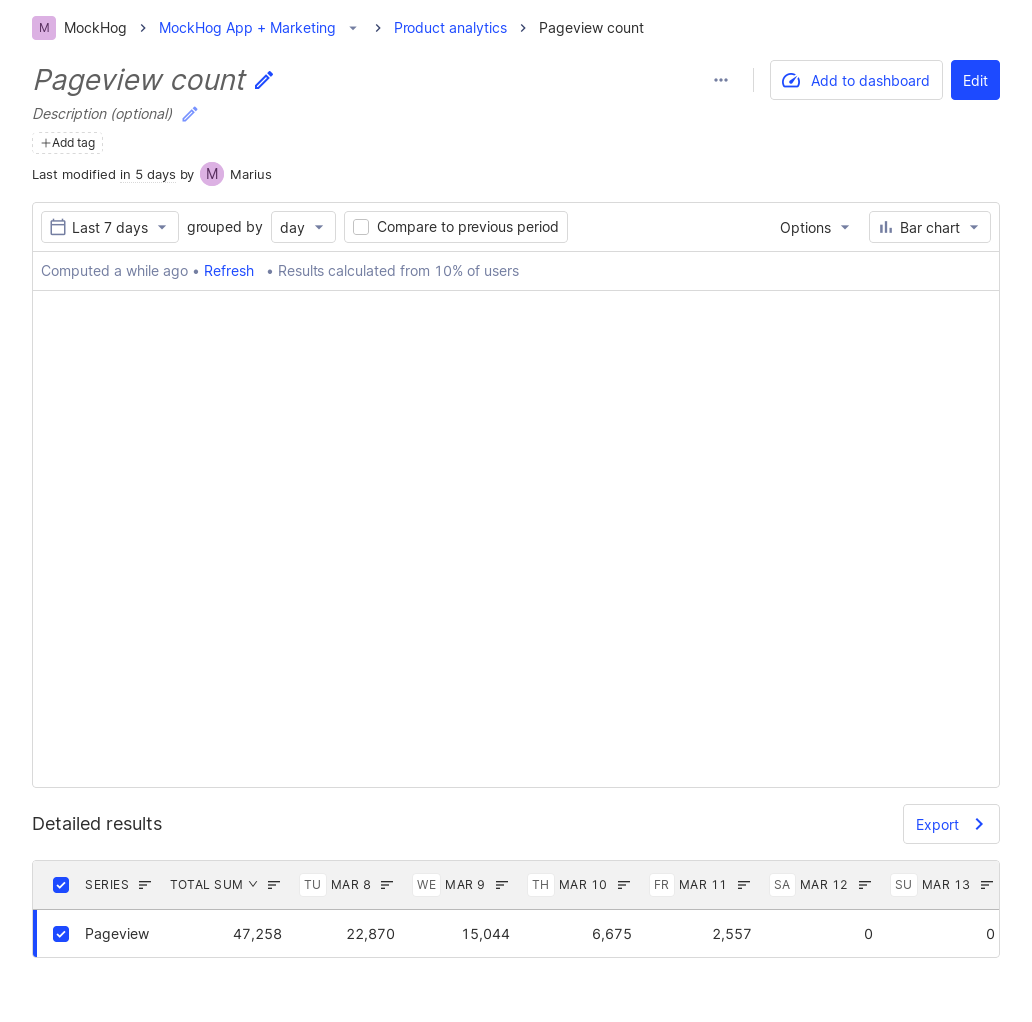 M MockHog MockHog App + Marketing Product analytics Pageview count
Pageview count
Add to dashboard Edit
Description (optional)
Add tag
Last modified in 5 days by M Marius
Last 7 days grouped by day Compare to previous period Options Bar chart
Computed a while ago • Refresh • Results calculated from 10% of users
Detailed results Export
SERIES TOTAL SUM TU MAR 8 WE MAR 9 TH MAR 10 FR MAR 11 SA MAR 12 SU MAR 13
Pageview 47,258 22,870 15,044 6,675 2,557 0 0